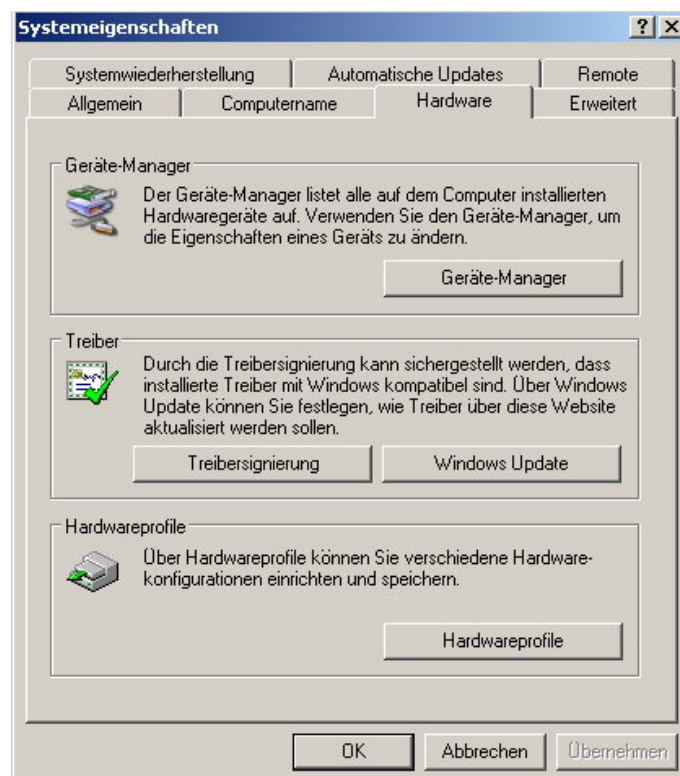 Systemeigenschaften
Systemwiederherstellung
Automatische Updates
Remote
Allgemein
Computername
Hardware
Erweitert
Geräte-Manager
Der Geräte-Manager listet alle auf dem Computer installierten
Hardwaregeräte auf. Verwenden Sie den Geräte-Manager, um
die Eigenschaften eines Geräts zu ändern.
Geräte-Manager
Treiber
Durch die Treibersignierung kann sichergestellt werden, dass
installierte Treiber mit Windows kompatibel sind. Über Windows
Update können Sie festlegen, wie Treiber über diese Website
aktualisiert werden sollen.
Treibersignierung
Windows Update
Hardwareprofile
Über Hardwareprofile können Sie verschiedene Hardware-
konfigurationen einrichten und speichern.
Hardwareprofile
OK
Abbrechen
Übernehmen